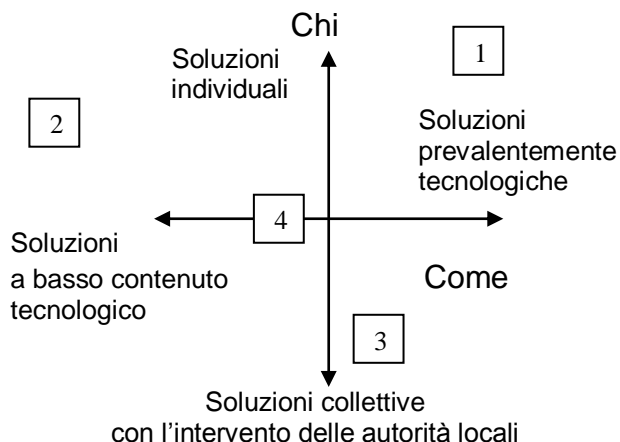 Chi
1
Soluzioni
individuali
2
Soluzioni
prevalentemente
tecnologiche
4
Soluzioni
a basso contenuto
tecnologico
Come
3
Soluzioni collettive
con l'intervento delle autorità locali